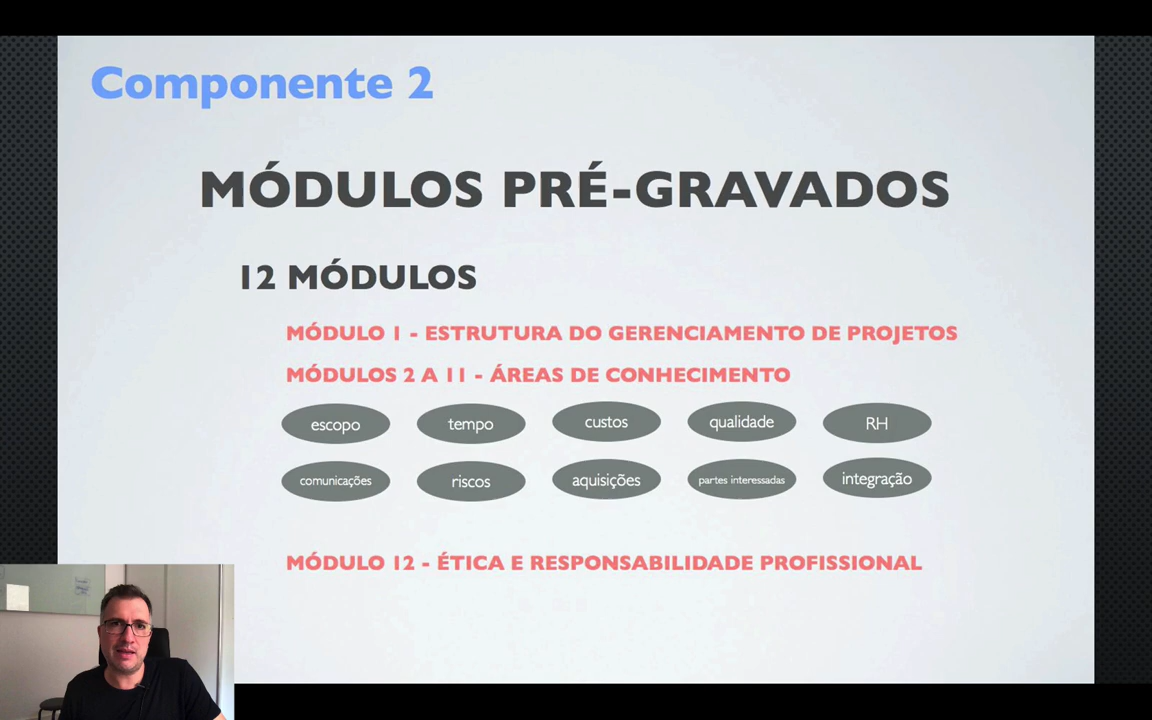 Componente 2
MÓDULOS PRÉ-GRAVADOS
12 MÓDULOS
MÓDULO 1 - ESTRUTURA DO GERENCIAMENTO DE PROJETOS
MÓDULOS 2 A 11 - ÁREAS DE CONHECIMENTO
escopo tempo custos qualidade RH
comunicações riscos aquisições partes interessadas integração
MÓDULO 12 - ÉTICA E RESPONSABILIDADE PROFISSIONAL